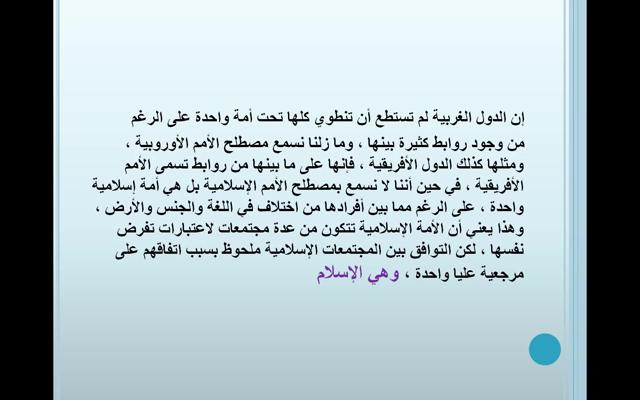 إن الدول الغربية لم تستطع أن تنطوي كلها تحت أمة واحدة على الرغم
من وجود روابط كثيرة بينها ، وما زلنا نسمع مصطلح الأمم الأوروبية ،
ومثلها كذلك الدول الأفريقية ، فإنها على ما بينها من روابط تسمى الأمم
الأفريقية ، في حين أننا لا نسمع بمصطلح الأمم الإسلامية بل هي أمة إسلامية
واحدة ، على الرغم مما بين أفرادها من اختلاف في اللغة والجنس والأرض ،
وهذا يعني أن الأمة الإسلامية تتكون من عدة مجتمعات لاعتبارات تفرض
نفسها ، لكن التوافق بين المجتمعات الإسلامية ملحوظ بسبب اتفاقهم على
مرجعية عليا واحدة ، وهي الإسلام